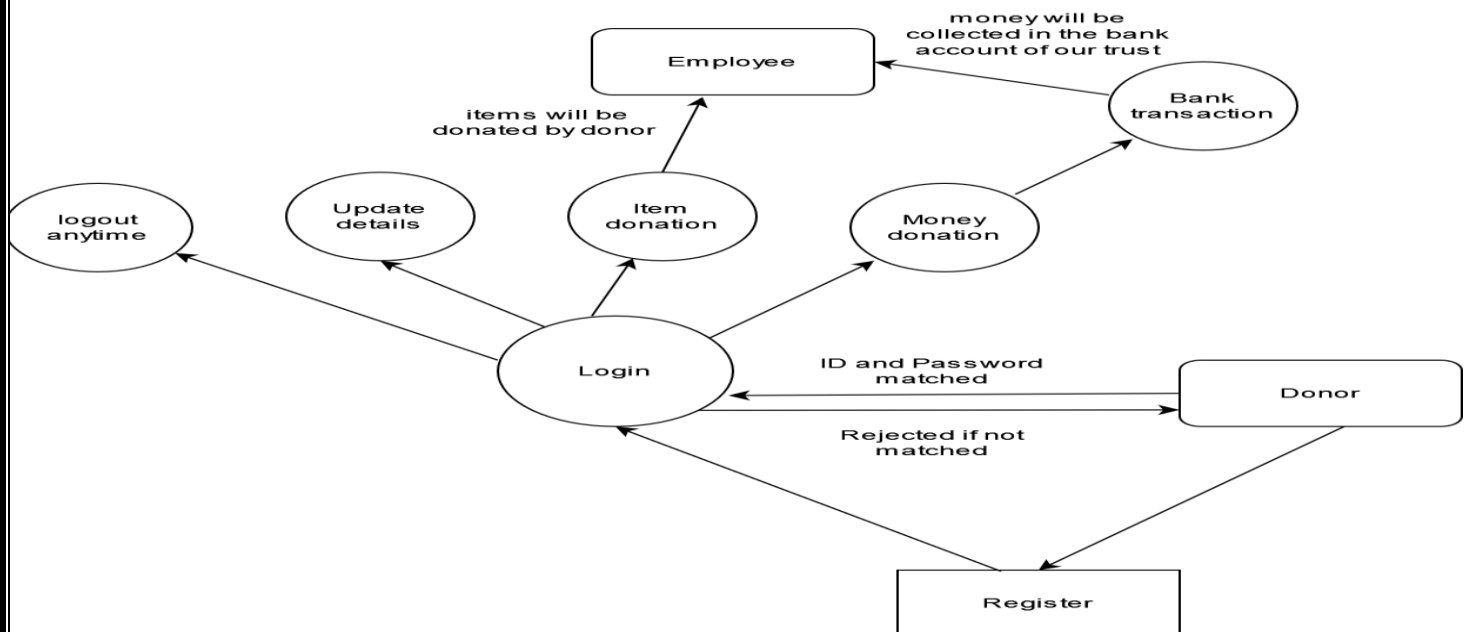 money will be
collected in the bank
account of our trust
Employee
Bank
transaction
items will be
donated by donor
logout
anytime
Update
details
Item
donation
Money
donation
Login
ID and Password
matched
Donor
Rejected if not
matched
Register